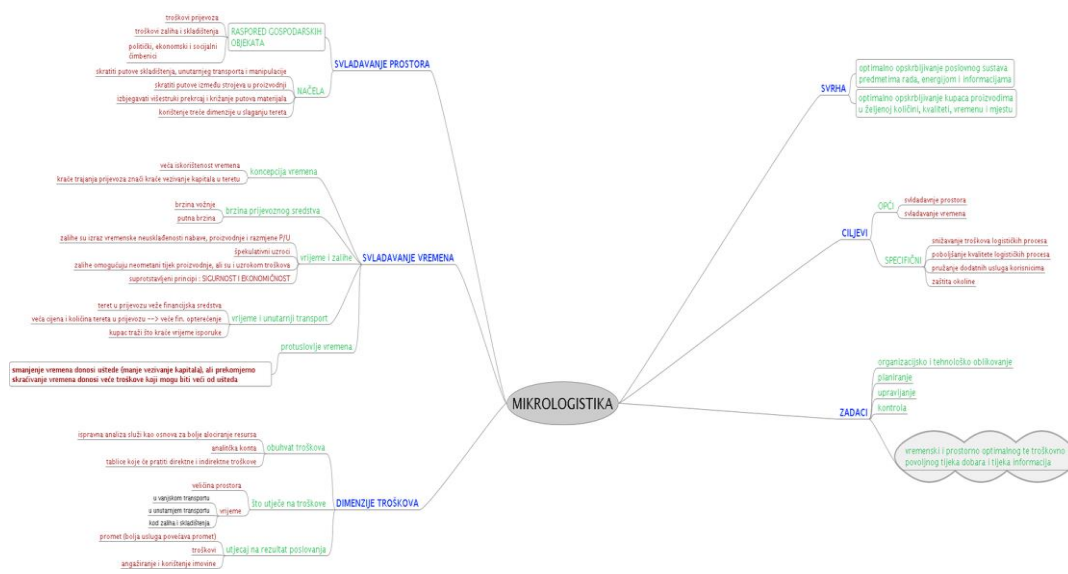 troškovi prijevoza
troškovi zaliha i skladištenja
politički, ekonomski i socijalni
čimbenici
RASPORED GOSPODARSKIH
OBJEKATA
skratiti putove skladištenja, unutarnjeg transporta i manipulacije
skratiti putove između strojeva u proizvodnji
izbjegavati višestruki prekrcaj i križanje putova materijala
korištenje treće dimenzije u slaganju tereta
NAČELA
SVLADAVANJE PROSTORA
veća iskorištenost vremena
kraće trajanja prijevoza znači kraće vezivanje kapitala u teretu
koncepcija vremena
brzina vožnje
putna brzina
brzina prijevoznog sredstva
zalihe su izraz vremenske neusklađenosti nabave, proizvodnje i razmjene P/U
špekulativni uzroci
zalihe omogućuju neometani tijek proizvodnje, ali su i uzrokom troškova
suprotstavljeni principi : SIGURNOST I EKONOMIČNOST
vrijeme i zalihe
SVLADAVANJE VREMENA
teret u prijevozu veže financijska sredstva
veća cijena i količina tereta u prijevozu ---> veće fin. opterećenje
kupac traži što kraće vrijeme isporuke
vrijeme i unutarnji transport
protuslovlje vremena
smanjenje vremena donosi uštede (manje vezivanje kapitala), ali prekomjerno
skraćivanje vremena donosi veće troškove koji mogu biti veći od ušteda
ispravna analiza služi kao osnova za bolje alociranje resursa
analitika konta
tablice koje će pratiti direktne i indirektne troškove
obuhvat troškova
veličina prostora
u vanjskom transportu
u unutarnjem transportu
kod zaliha i skladištenja
vrijeme
što utječe na troškove
DIMENZIJE TROŠKOVA
promet (bolja usluga povećava promet)
troškovi
angažiranje i korištenje imovine
utjecaj na rezultat poslovanja
MIKROLOGISTIKA
SVRHA
optimalno opskrbljivanje poslovnog sustava
predmetima rada, energijom i informacijama
optimalno opskrbljivanje kupaca proizvodima
u željenoj količini, kvaliteti, vremenu i mjestu
CILJEVI
OPĆI
svldadavnje prostora
svladavanje vremena
SPECIFIČNI
snižavanje troškova logističkih procesa
poboljšanje kvalitete logističkih procesa
pružanje dodatnih usluga korisnicima
zaštita okoline
ZADACI
organizacijsko i tehnološko oblikovanje
planiranje
upravljanje
kontrola
vremenski i prostorno optimalnog te troškovno
povoljnog tijeka dobara i tijeka informacija